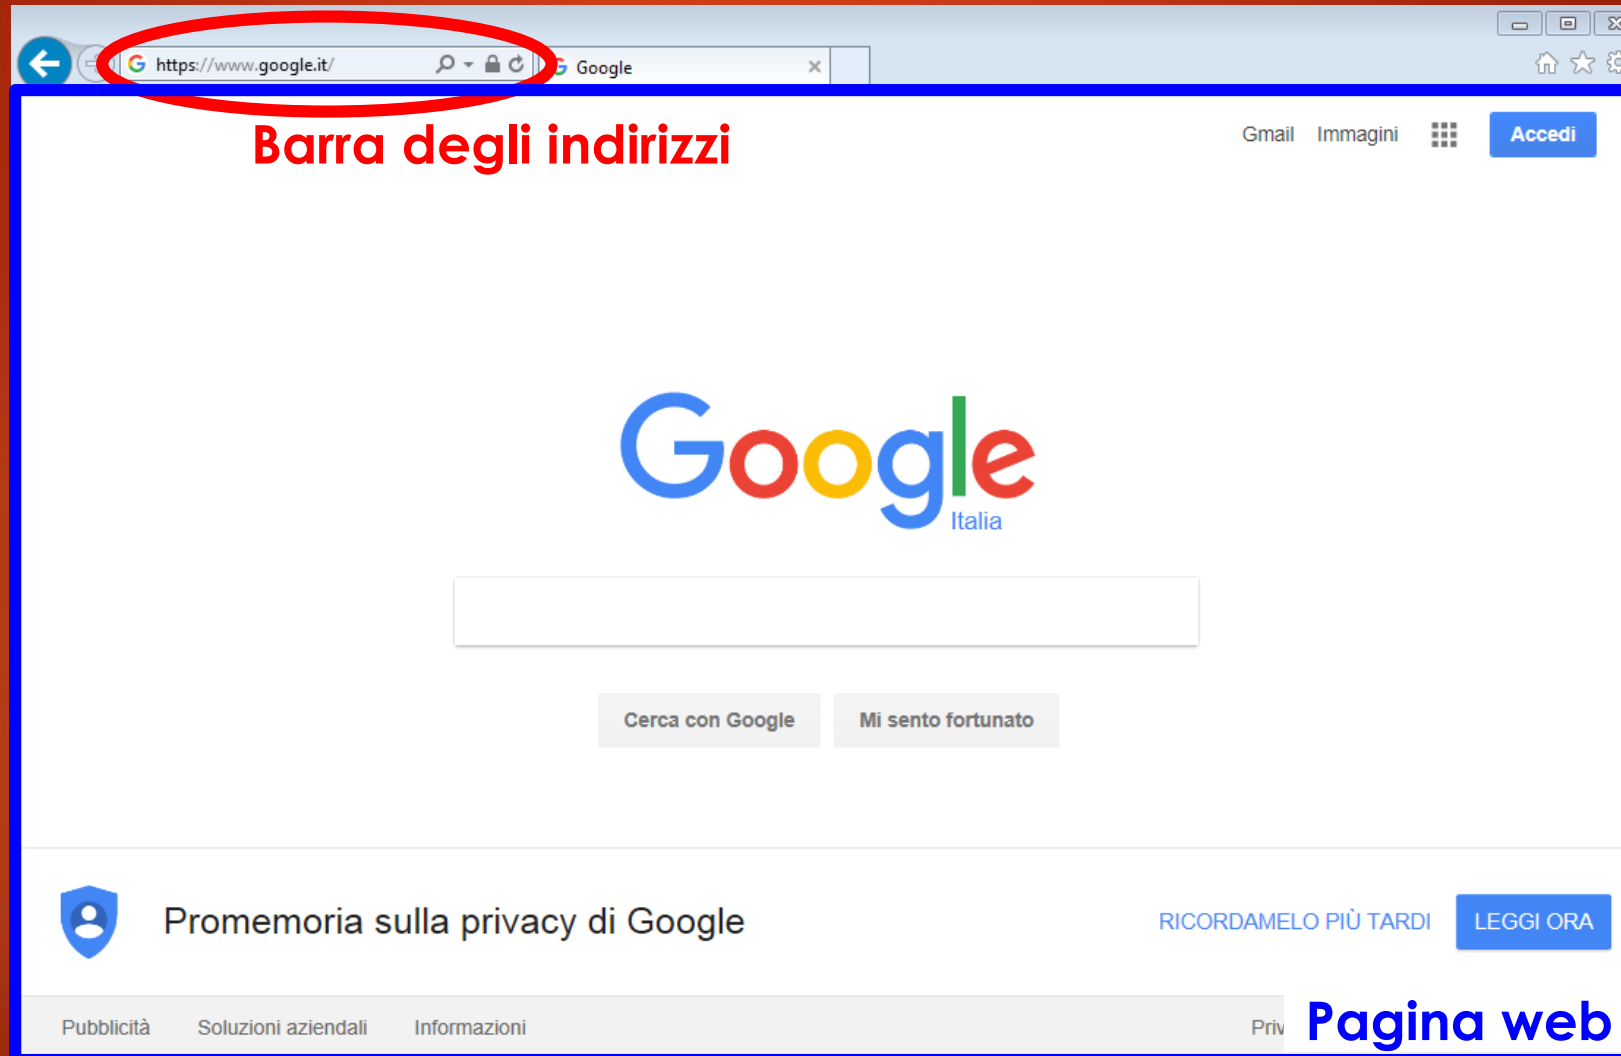 https://www.google.it/
Google
Barra degli indirizzi
Gmail Immagini Accedi
Google
Italia
Cerca con Google Mi sento fortunato
Promemoria sulla privacy di Google RICORDAMELO PIÙ TARDI LEGGI ORA
Pubblicità Soluzioni aziendali Informazioni Priv
Pagina web